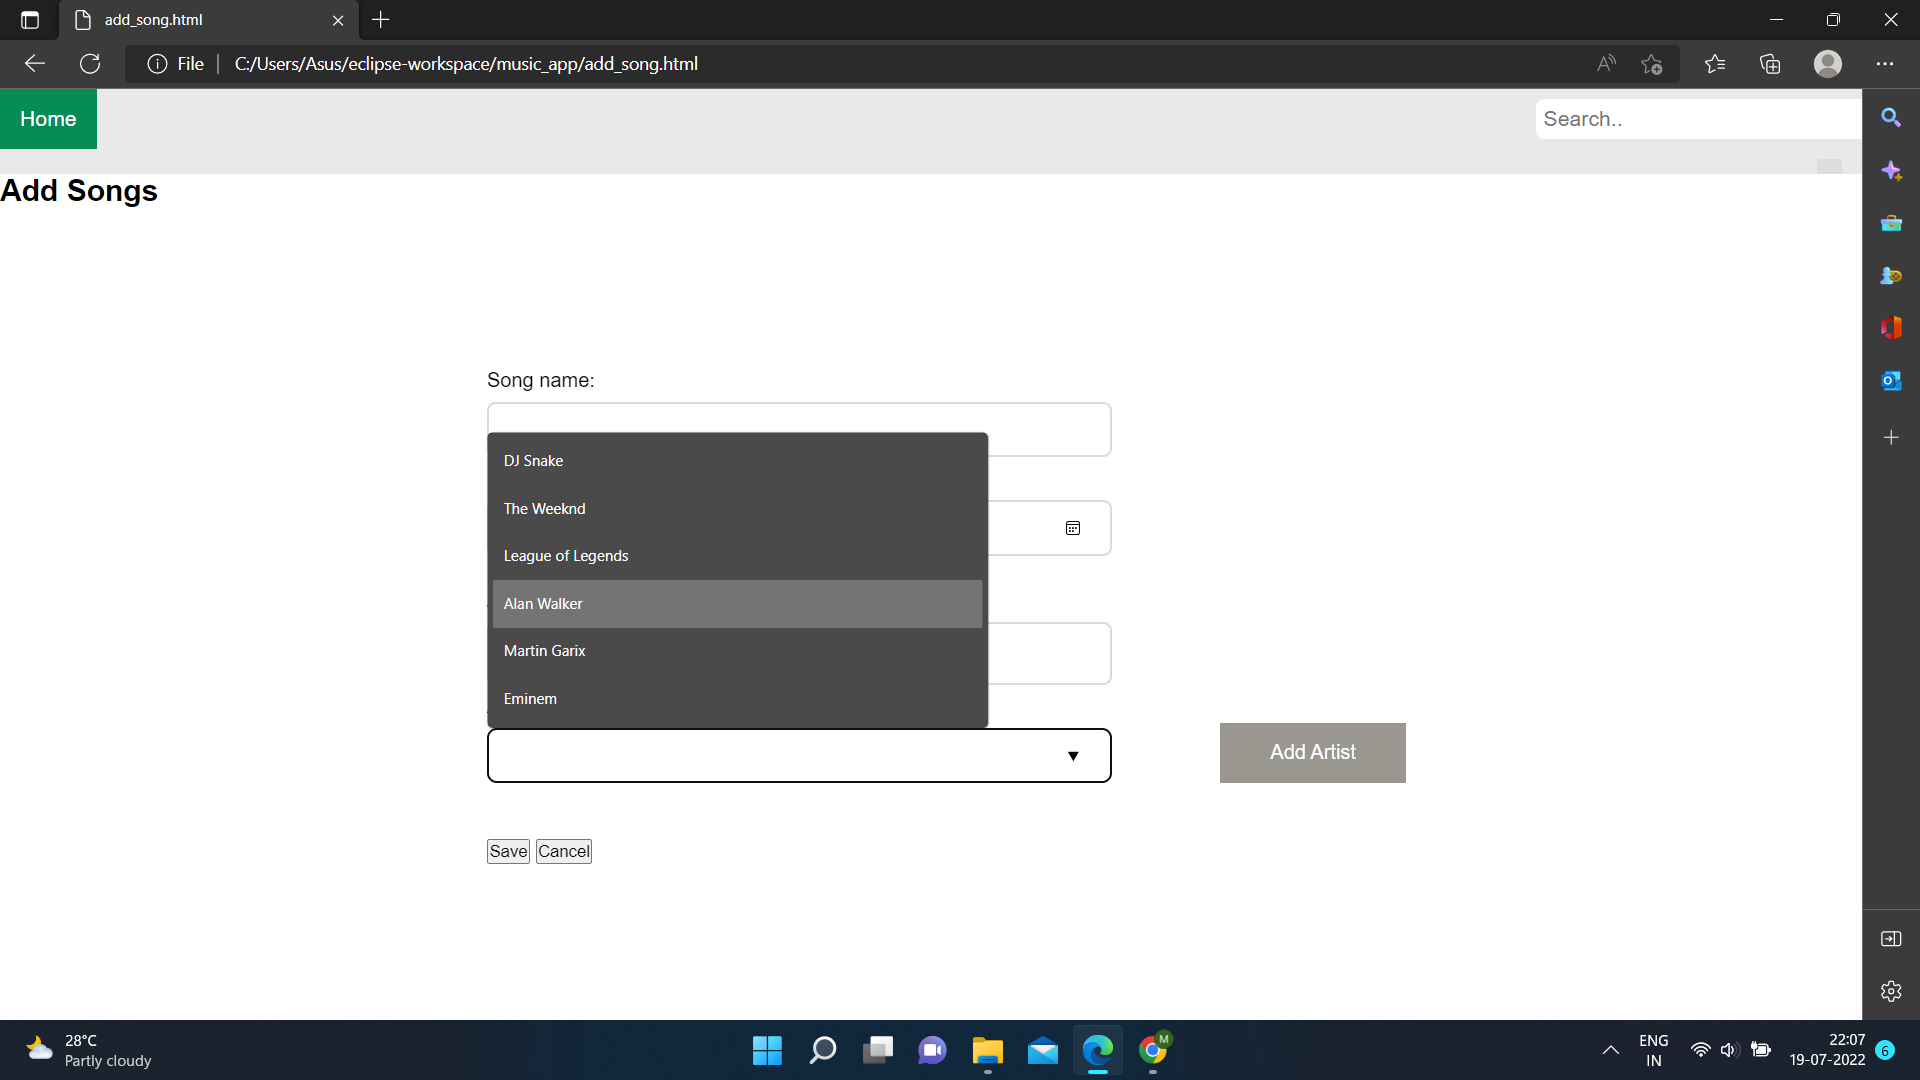 add_song.html
File
C:/Users/Asus/eclipse-workspace/music_app/add_song.html
Home
Search..
Add Songs
Song name:
DJ Snake
The Weeknd
League of Legends
Alan Walker
Martin Garix
Eminem
Add Artist
Save Cancel
28°C
Partly cloudy
M
ENG
IN
22:07
19-07-2022
6